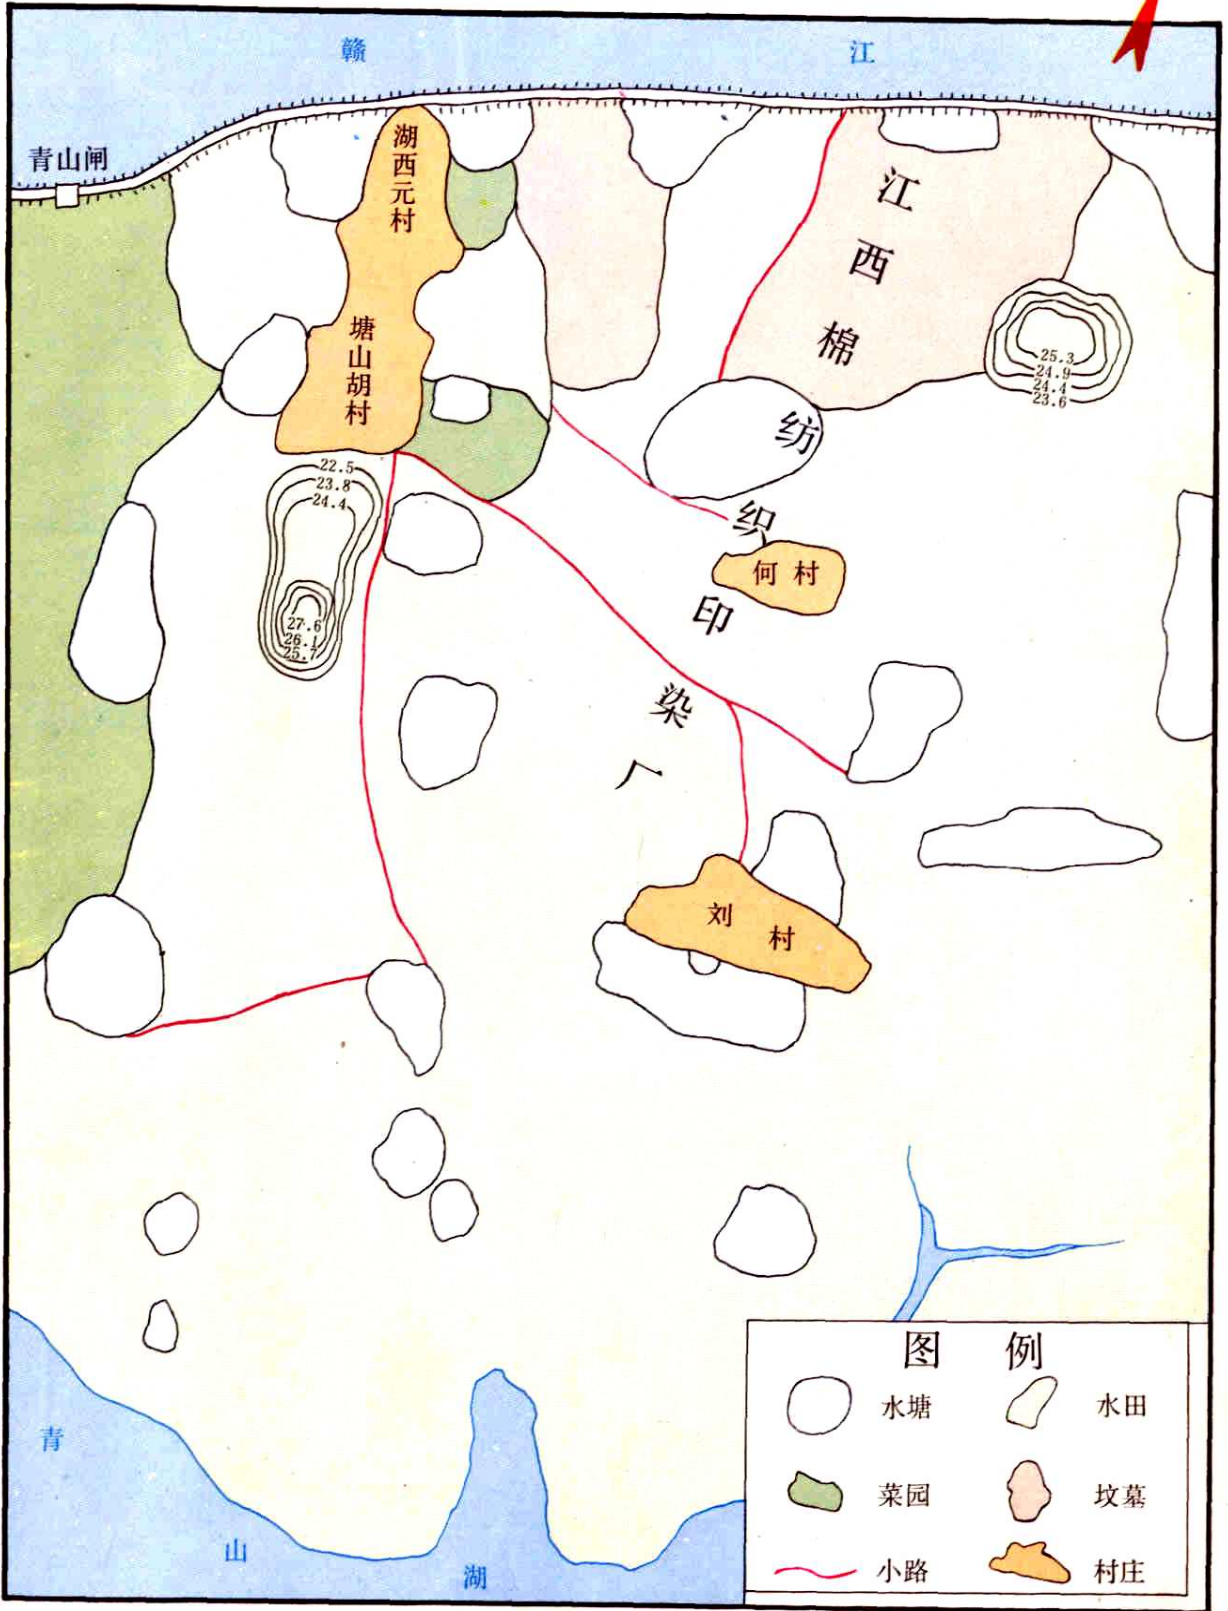 赣江
青山闸
湖西元村
塘山胡村
江西棉纺织印染厂
25.3
24.9
24.4
23.6
22.5
23.8
24.4
27.6
26.1
25.7
何村
刘村
青山湖
图例
水塘
水田
菜园
坟墓
小路
村庄